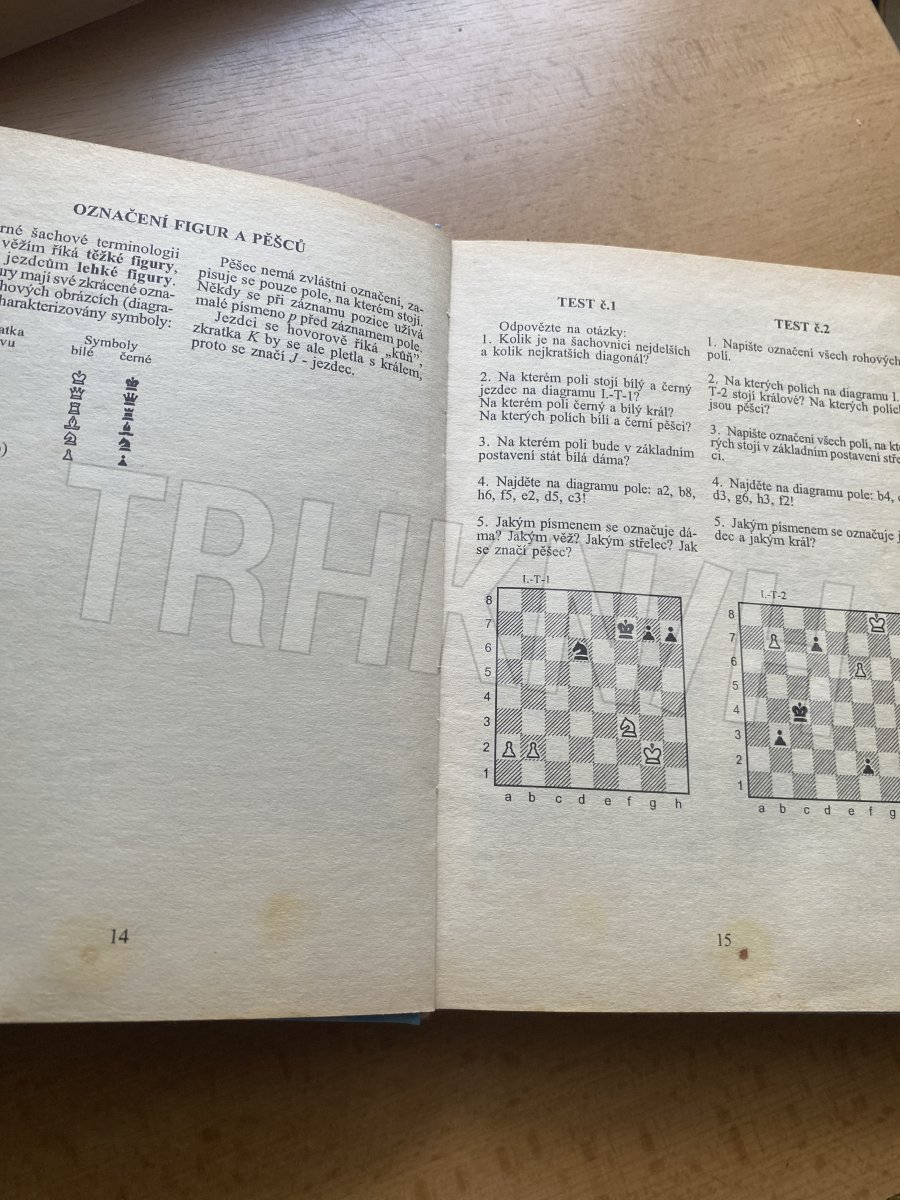 OZNAČENÍ FIGUR A PĚŠCŮ
rné šachové terminologii
věžím říká těžké figury,
jezdcům lehké figury.
ury mají své zkrácené ozna-
hových obrázcích (diagra-
harakterizovány symboly:
atka
vu
Symboly
bílé černé
)
Pěšec nemá zvláštní označení, za-
pisuje se pouze pole, na kterém stojí.
Někdy se při záznamu pozice užívá
malé písmeno p před záznamem pole.
Jezdci se hovorově říká „kůň",
zkratka K by se ale pletla s králem,
proto se značí J - jezdec.
14
TEST č.1
Odpovězte na otázky:
1. Kolik je na šachovnici nejdelších
a kolik nejkratších diagonál?
2. Na kterém poli stojí bílý a černý
jezdec na diagramu I.-T-1?
Na kterém poli černý a bílý král?
Na kterých polích bílí a černí pěšci?
3. Na kterém poli bude v základním
postavení stát bílá dáma?
4. Najděte na diagramu pole: a2, b8,
h6, f5, e2, d5, c3!
5. Jakým písmenem se označuje dá-
ma? Jakým věž? Jakým střelec? Jak
se značí pěšec?
I.-T-1
8
7
6
5
4
3
2
1
a b c d e f g h
TEST č.2
1. Napište označení všech rohových
polí.
2. Na kterých polích na diagramu I.
T-2 stojí králové? Na kterých polích
jsou pěšci?
3. Napište označení všech polí, na kte
rých stojí v základním postavení stře
ci.
4. Najděte na diagramu pole: b4,
d3, g6, h3, f2!
5. Jakým písmenem se označuje j
dec a jakým král?
I.-T-2
8
7
6
5
4
3
2
1
a b c d e f g
15